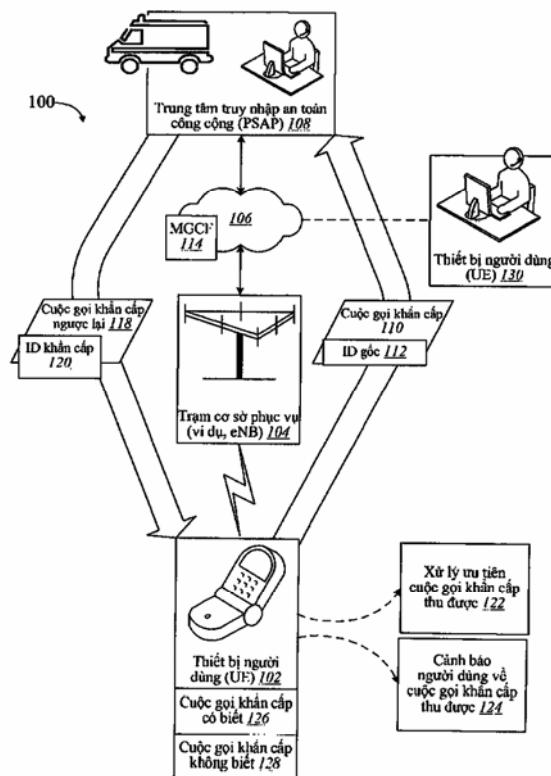 100
Trung tâm truy nhập an toàn
công cộng (PSAP) 108
106
MGCF
114
Thiết bị người dùng
(UE) 130
Cuộc gọi khẩn cấp
ngược lại 118
ID khẩn cấp
120
Cuộc gọi khẩn cấp
110
ID gốc 112
Trạm cơ sở phục vụ
(ví dụ, eNB) 104
Xử lý ưu tiên
cuộc gọi khẩn cấp
thu được 122
Thiết bị người
dùng (UE) 102
Cảnh báo
người dùng về
cuộc gọi khẩn cấp
thu được 124
Cuộc gọi khẩn cấp
có biết 126
Cuộc gọi khẩn cấp
không biết 128